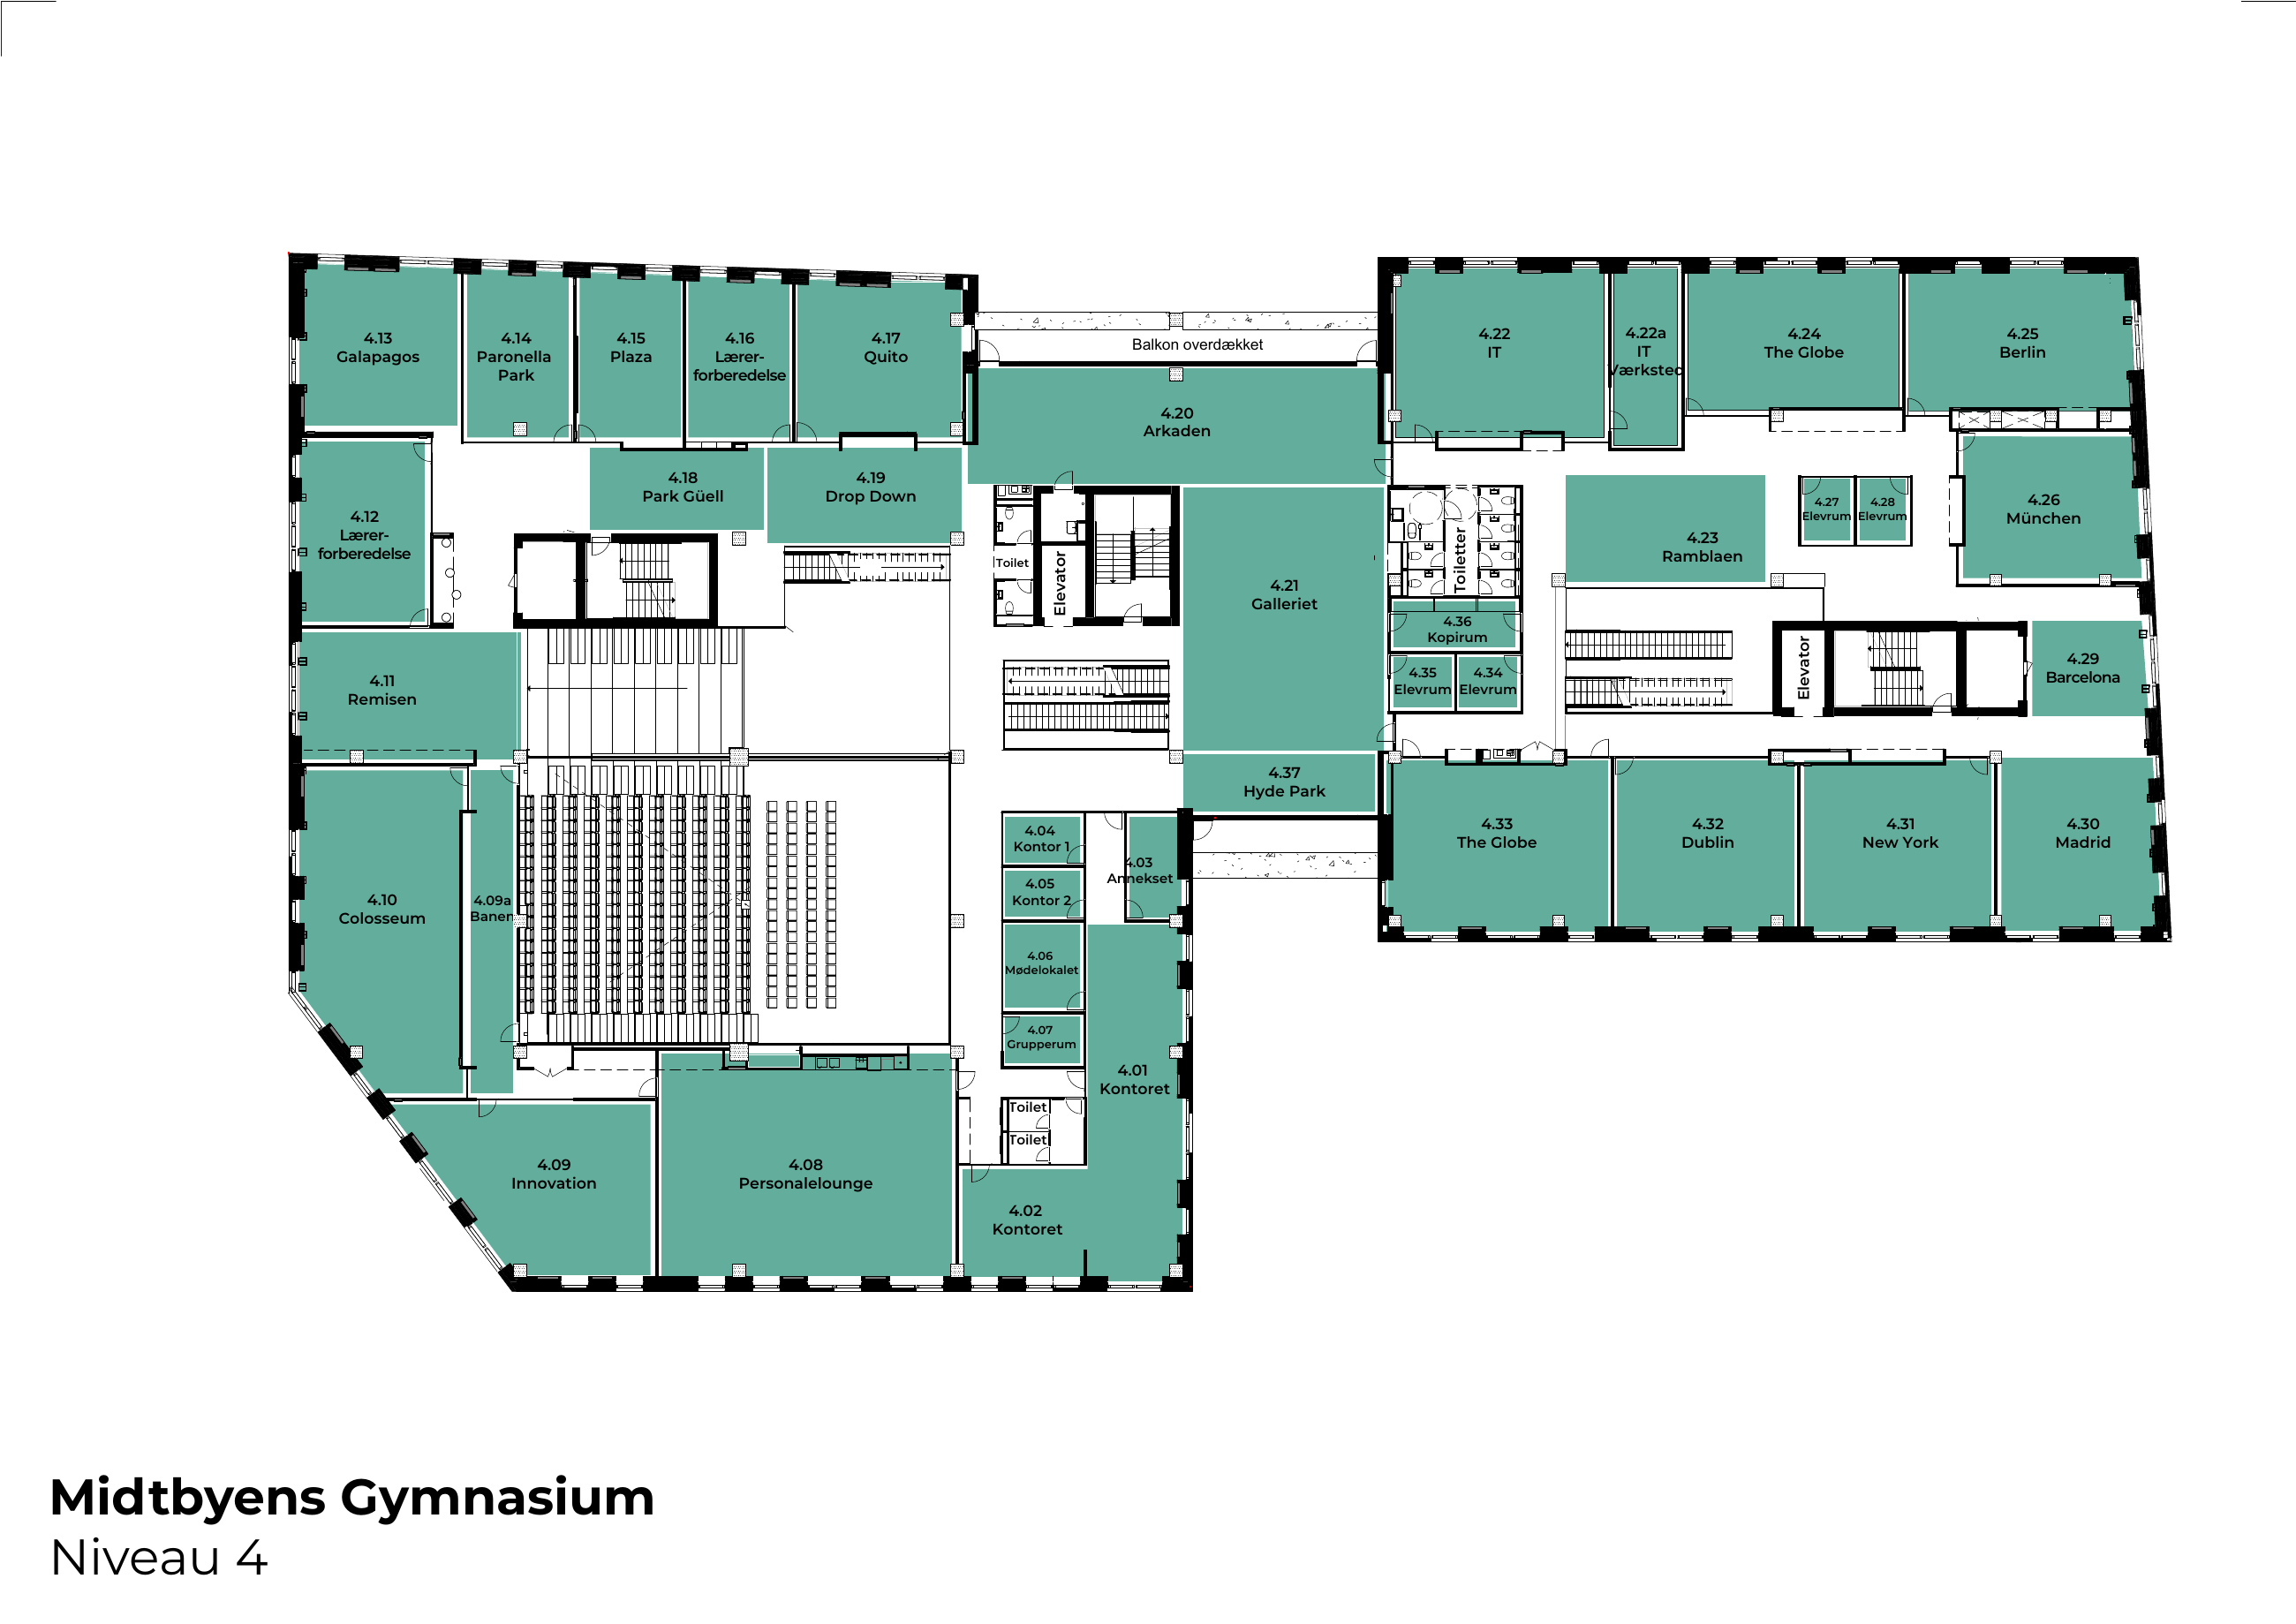 4.13
Galapagos
4.14
Paronella
Park
4.15
Plaza
4.16
Lærer-
forberedelse
4.17
Quito
Balkon overdækket
4.22
IT
4.22a
IT
Værksted
4.24
The Globe
4.25
Berlin
4.20
Arkaden
4.12
Lærer-
forberedelse
4.18
Park Güell
4.19
Drop Down
Toilet
Elevator
4.21
Galleriet
Toiletter
4.23
Ramblaen
4.27
Elevrum
4.28
Elevrum
4.26
München
4.36
Kopirum
4.35
Elevrum
4.34
Elevrum
Elevator
4.29
Barcelona
4.11
Remisen
4.37
Hyde Park
4.33
The Globe
4.32
Dublin
4.31
New York
4.30
Madrid
4.10
Colosseum
4.09a
Banen
4.04
Kontor 1
4.03
Annekset
4.05
Kontor 2
4.06
Mødelokalet
4.07
Grupperum
4.01
Kontoret
Toilet
Toilet
4.09
Innovation
4.08
Personalelounge
4.02
Kontoret
Midtbyens Gymnasium
Niveau 4